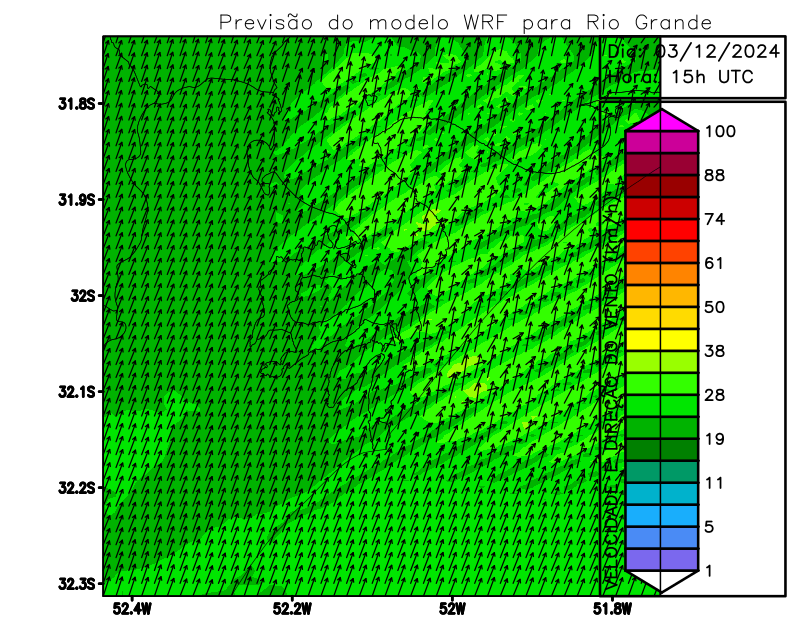 Previsão do modelo WRF para Rio Grande
Dia: 03/12/2024
Hora: 15h UTC
31.8S
31.9S
32S
32.1S
32.2S
32.3S
52.4W
52.2W
52W
51.8W
VELOCIDADE E DIREÇÃO DO VENTO (km/h)
100
88
74
61
50
38
28
19
11
5
1